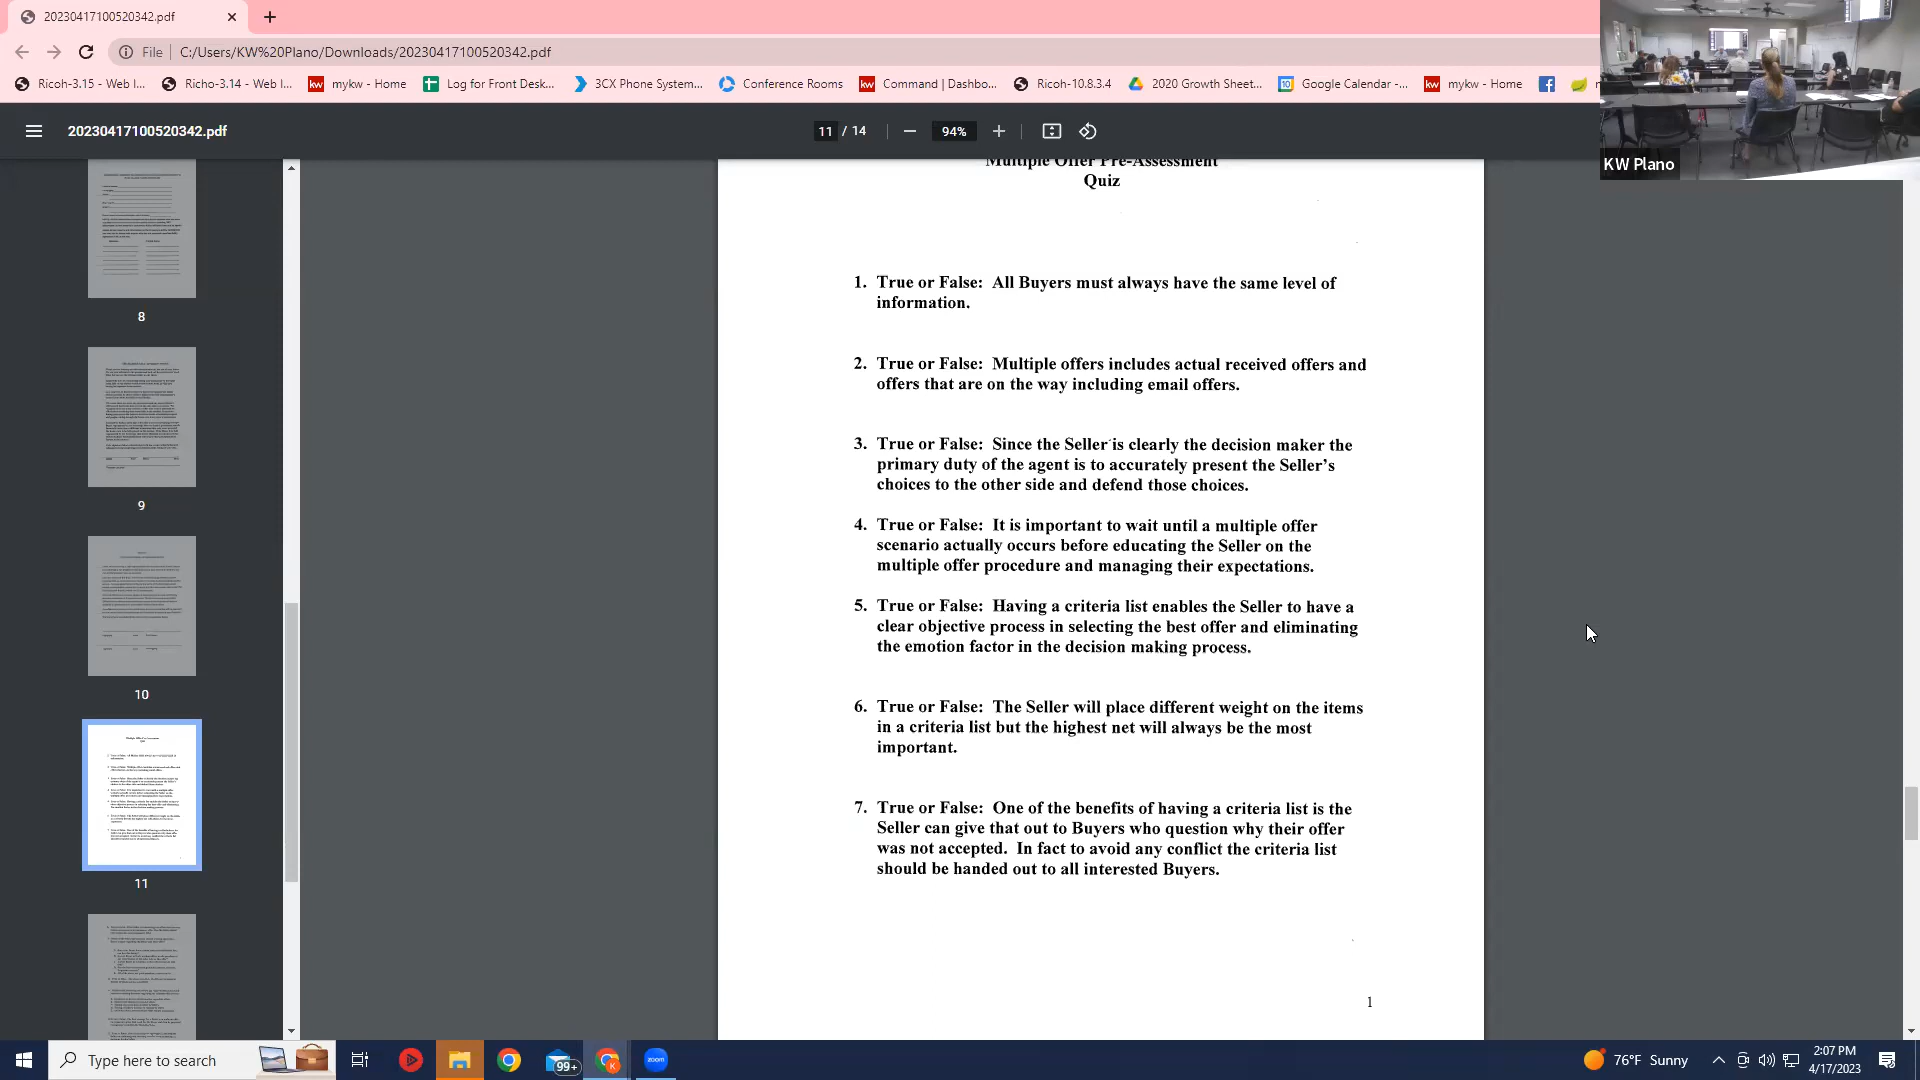 20230417100520342.pdf
File
C:/Users/KW%20Plano/Downloads/20230417100520342.pdf
Ricoh-3.15 - Web I...
Richo-3.14 - Web I...
mykw - Home
Log for Front Desk...
3CX Phone System...
Conference Rooms
Command | Dashbo...
Ricoh-10.8.3.4
2020 Growth Sheet...
Google Calendar -...
mykw - Home
KW Plano
20230417100520342.pdf
11 / 14
94%
8
9
10
11
Multiple Offer Pre-Assessment
Quiz
1. True or False: All Buyers must always have the same level of
information.
2. True or False: Multiple offers includes actual received offers and
offers that are on the way including email offers.
3. True or False: Since the Seller is clearly the decision maker the
primary duty of the agent is to accurately present the Seller's
choices to the other side and defend those choices.
4. True or False: It is important to wait until a multiple offer
scenario actually occurs before educating the Seller on the
multiple offer procedure and managing their expectations.
5. True or False: Having a criteria list enables the Seller to have a
clear objective process in selecting the best offer and eliminating
the emotion factor in the decision making process.
6. True or False: The Seller will place different weight on the items
in a criteria list but the highest net will always be the most
important.
7. True or False: One of the benefits of having a criteria list is the
Seller can give that out to Buyers who question why their offer
was not accepted. In fact to avoid any conflict the criteria list
should be handed out to all interested Buyers.
1
Type here to search
99+
zoom
76°F Sunny
2:07 PM
4/17/2023